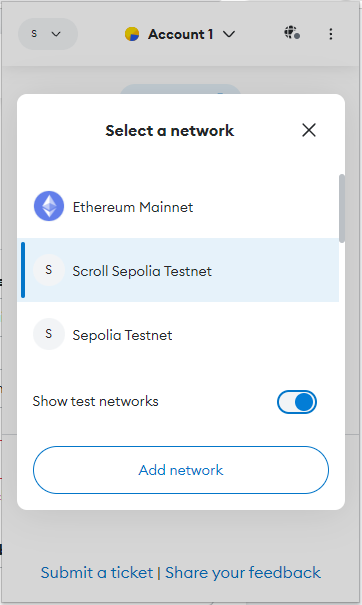 S
Account 1
Select a network
Ethereum Mainnet
S
Scroll Sepolia Testnet
S
Sepolia Testnet
Show test networks
Add network
Submit a ticket | Share your feedback